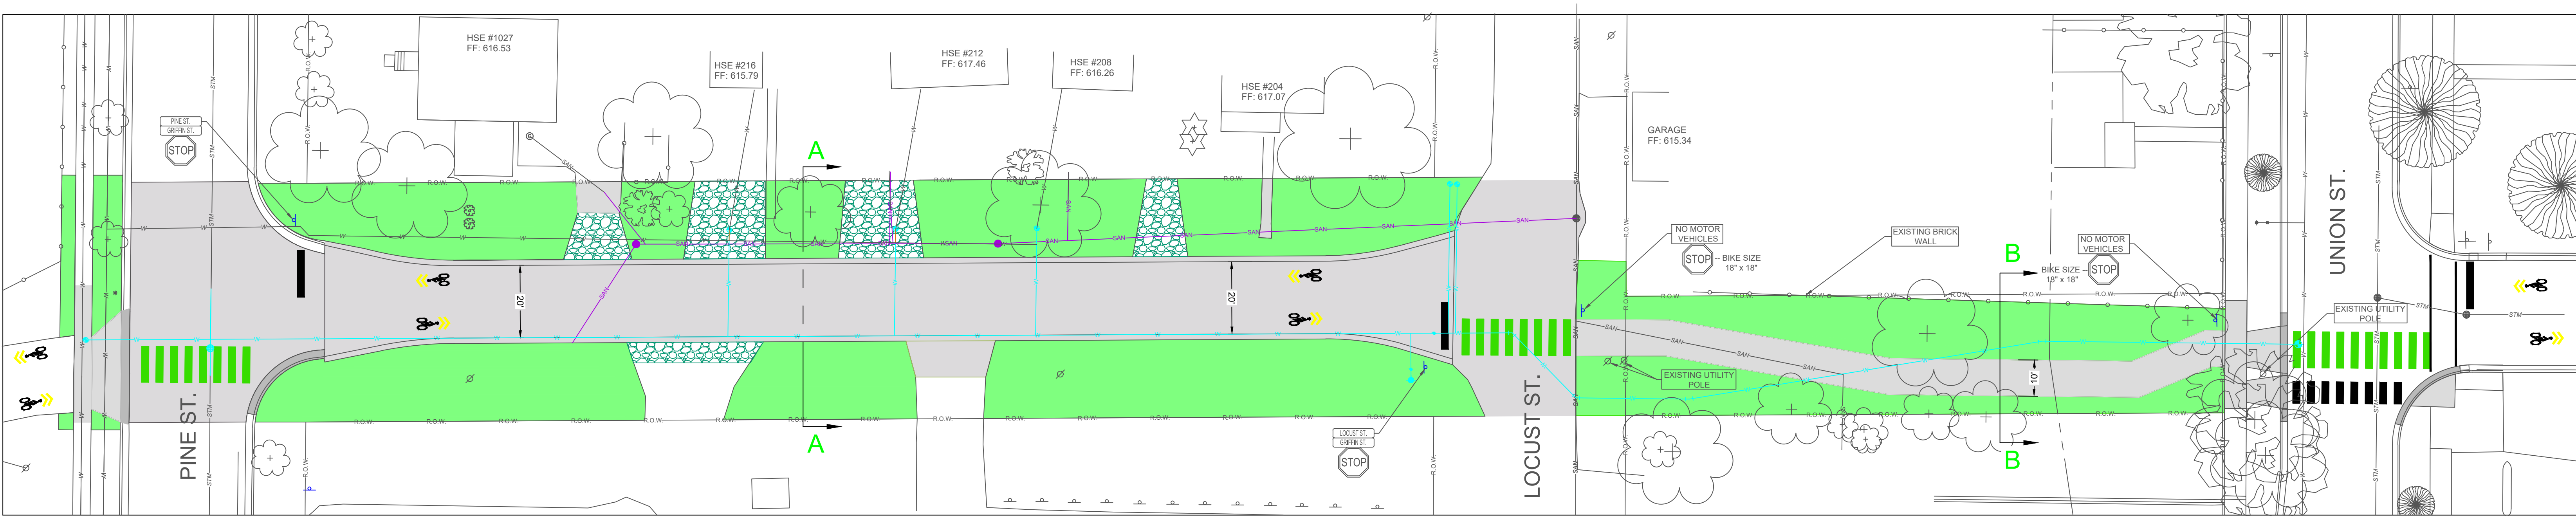 HSE #1027
FF: 616.53
HSE #216
FF: 615.79
HSE #212
FF: 617.46
HSE #208
FF: 616.26
HSE #204
FF: 617.07
GARAGE
FF: 615.34
PINE ST.
GRIFFIN ST.
STOP
A
A
20'
20'
PINE ST.
LOCUST ST.
GRIFFIN ST.
STOP
LOCUST ST.
NO MOTOR
VEHICLES
STOP
-- BIKE SIZE
18" x 18"
EXISTING UTILITY
POLE
EXISTING BRICK
WALL
B
B
10'
NO MOTOR
VEHICLES
BIKE SIZE --
18" x 18"
STOP
UNION ST.
EXISTING UTILITY
POLE
R.O.W.
SAN
STM
W